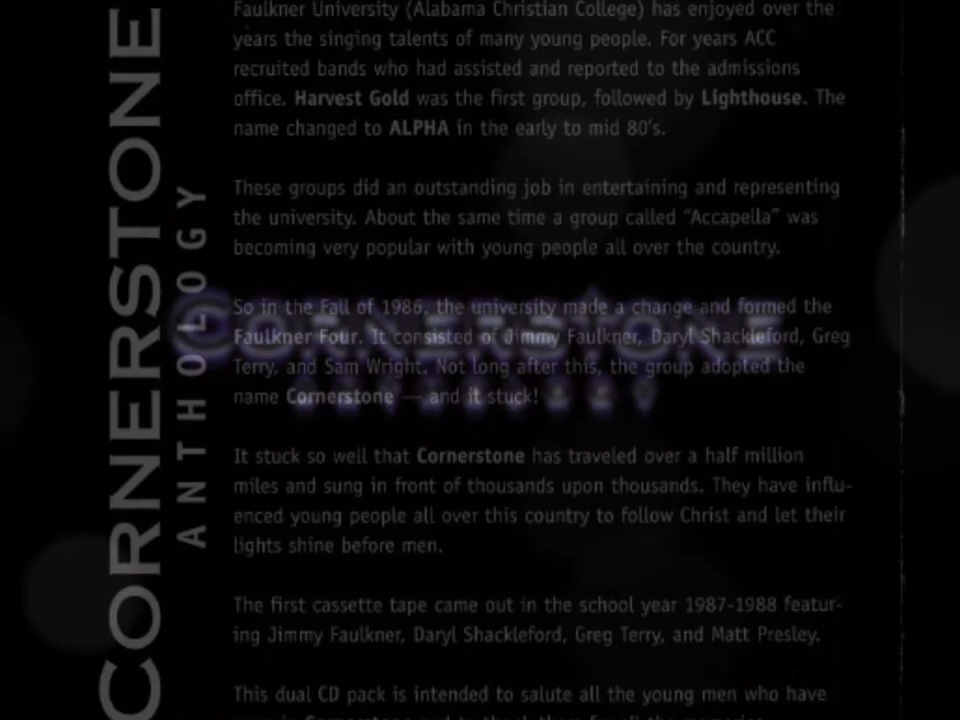 CORNERSTONE
ANTHOLOGY
Faulkner University (Alabama Christian College) has enjoyed over the
years the singing talents of many young people. For years ACC
recruited bands who had assisted and reported to the admissions
office. Harvest Gold was the first group, followed by Lighthouse. The
name changed to ALPHA in the early to mid 80's.
These groups did an outstanding job in entertaining and representing
the university. About the same time a group called “Accapella” was
becoming very popular with young people all over the country.
So in the Fall of 1986, the university made a change and formed the
Faulkner Four. It consisted of Jimmy Faulkner, Daryl Shackleford, Greg
Terry, and Sam Wright. Not long after this, the group adopted the
name Cornerstone — and it stuck!
CORNERSTONE
ANTHOLOGY
It stuck so well that Cornerstone has traveled over a half million
miles and sung in front of thousands upon thousands. They have influ-
enced young people all over this country to follow Christ and let their
lights shine before men.
The first cassette tape came out in the school year 1987-1988 featur-
ing Jimmy Faulkner, Daryl Shackleford, Greg Terry, and Matt Presley.
This dual CD pack is intended to salute all the young men who have